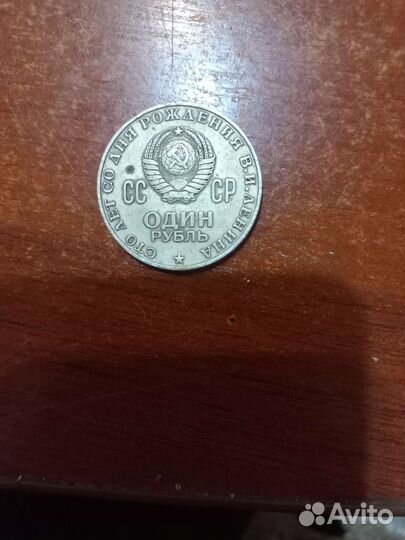 СТО ЛЕТ СО ДНЯ РОЖДЕНИЯ В.И.ЛЕНИНА
СС СР
ОДИН
РУБЛЬ
Avito